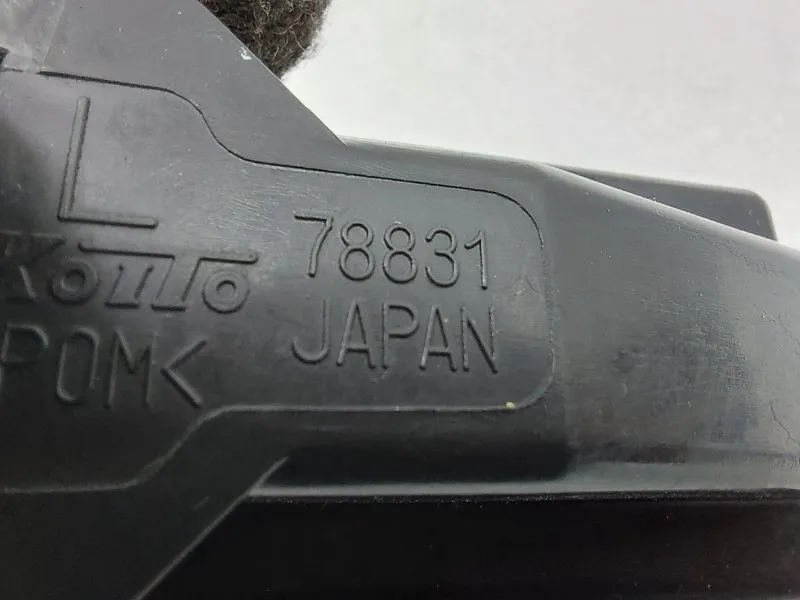 L
KOITO 78831
POM< JAPAN